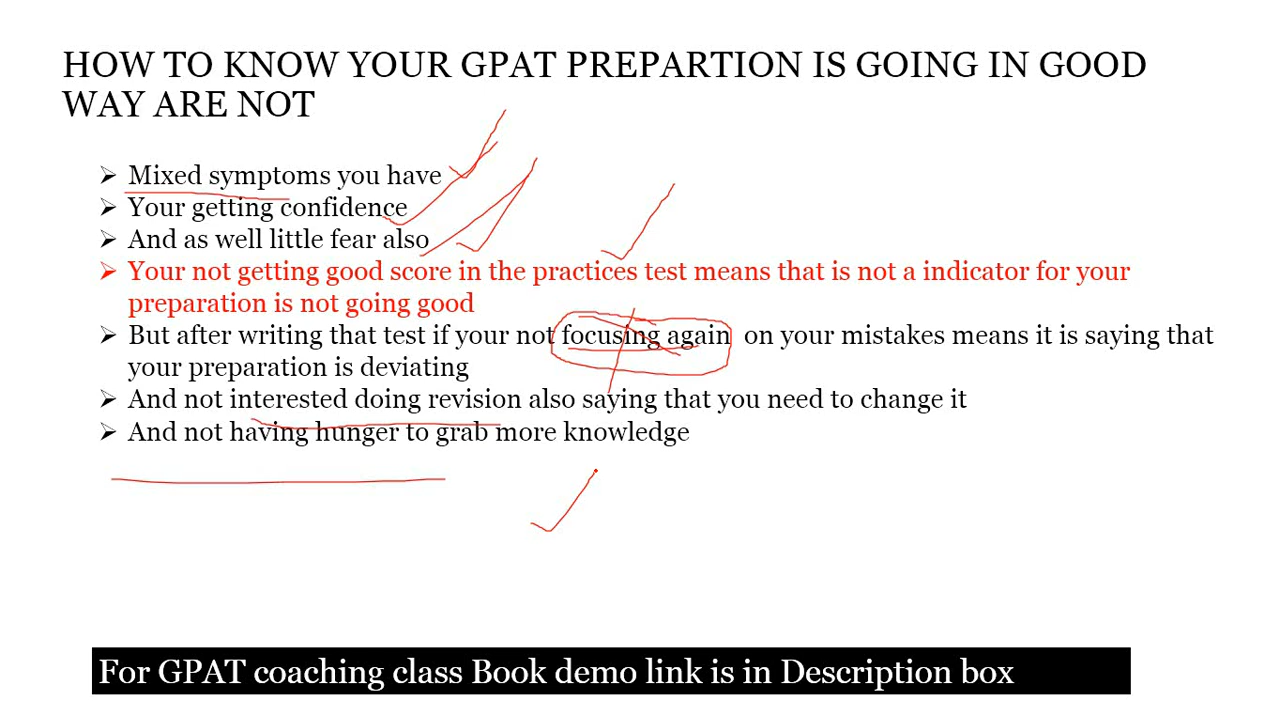 HOW TO KNOW YOUR GPAT PREPARTION IS GOING IN GOOD
WAY ARE NOT
➢ Mixed symptoms you have
➢ Your getting confidence
➢ And as well little fear also
➢ Your not getting good score in the practices test means that is not a indicator for your
preparation is not going good
➢ But after writing that test if your not focusing again on your mistakes means it is saying that
your preparation is deviating
➢ And not interested doing revision also saying that you need to change it
➢ And not having hunger to grab more knowledge
For GPAT coaching class Book demo link is in Description box